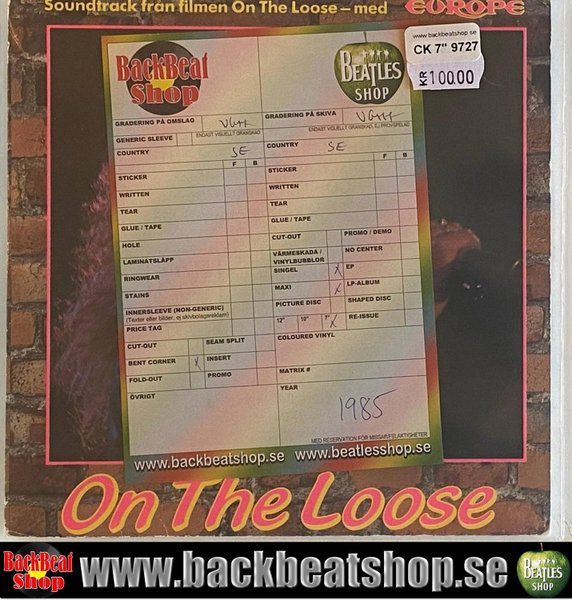 Soundtrack från filmen On The Loose – med EUROPE
www.backbeatshop.se
CK 7" 9727
KR 100.00
BackBeat Shop
BEATLES SHOP
GRADERING PÅ OMSLAG VG++
ENDAST VISUELLT GRANSKAD
GENERIC SLEEVE
COUNTRY SE
F B
STICKER
WRITTEN
TEAR
GLUE / TAPE
HOLE
LAMINATSLÄPP
RINGWEAR
STAINS
INNERSLEEVE (NON-GENERIC)
(Texter eller bilder, ej skivbolagsreklam)
PRICE TAG
CUT-OUT SEAM SPLIT
BENT CORNER X INSERT
FOLD-OUT PROMO
ÖVRIGT
GRADERING PÅ SKIVA VG++
ENDAST VISUELLT GRANSKAD, EJ PROVSPELAD
COUNTRY SE
F B
STICKER
WRITTEN
TEAR
GLUE / TAPE
CUT-OUT PROMO / DEMO
VÄRMESKADA / VINYLBUBBLOR NO CENTER
SINGEL X EP
MAXI X LP-ALBUM
PICTURE DISC SHAPED DISC
12" 10" 7" X RE-ISSUE
COLOURED VINYL
MATRIX #
YEAR
1985
MED RESERVATION FÖR MISSAR/FELAKTIGHETER
www.backbeatshop.se www.beatlesshop.se
On The Loose
BackBeat Shop www.backbeatshop.se BEATLES SHOP